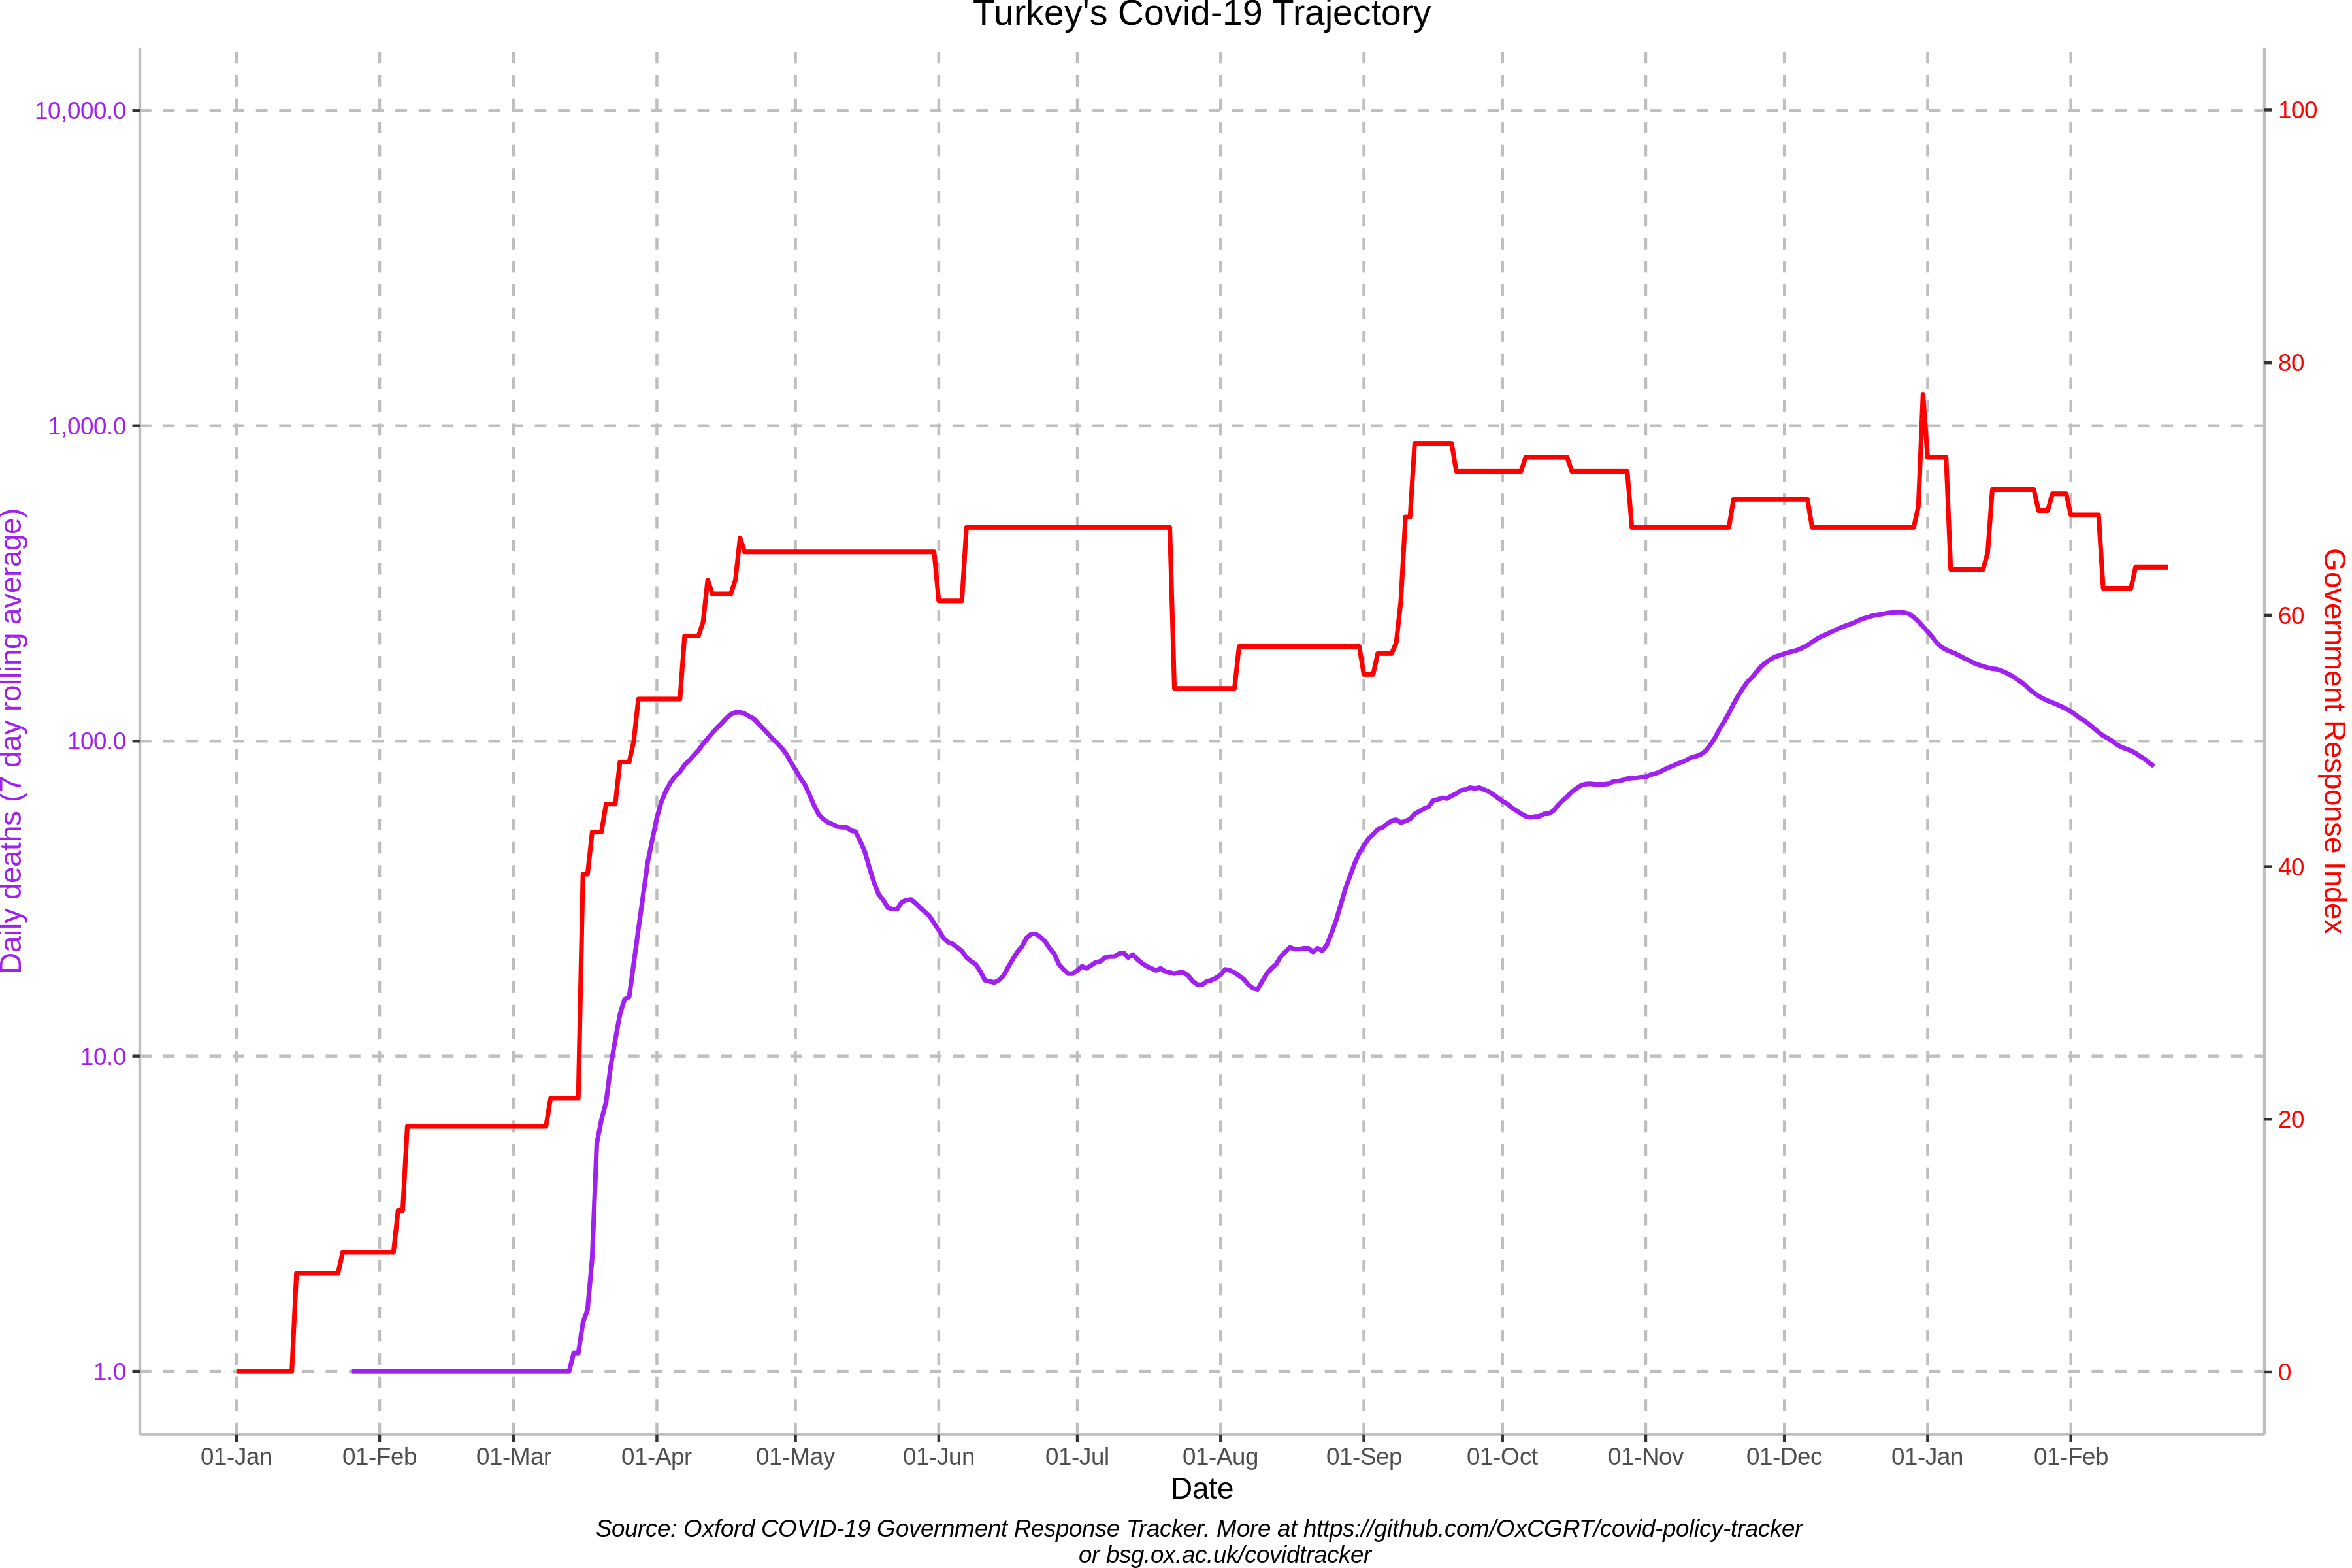 Turkey's Covid-19 Trajectory
10,000.0
1,000.0
100.0
10.0
1.0
Daily deaths (7 day rolling average)
100
80
60
40
20
0
Government Response Index
01-Jan 01-Feb 01-Mar 01-Apr 01-May 01-Jun 01-Jul 01-Aug 01-Sep 01-Oct 01-Nov 01-Dec 01-Jan 01-Feb
Date
Source: Oxford COVID-19 Government Response Tracker. More at https://github.com/OxCGRT/covid-policy-tracker
or bsg.ox.ac.uk/covidtracker